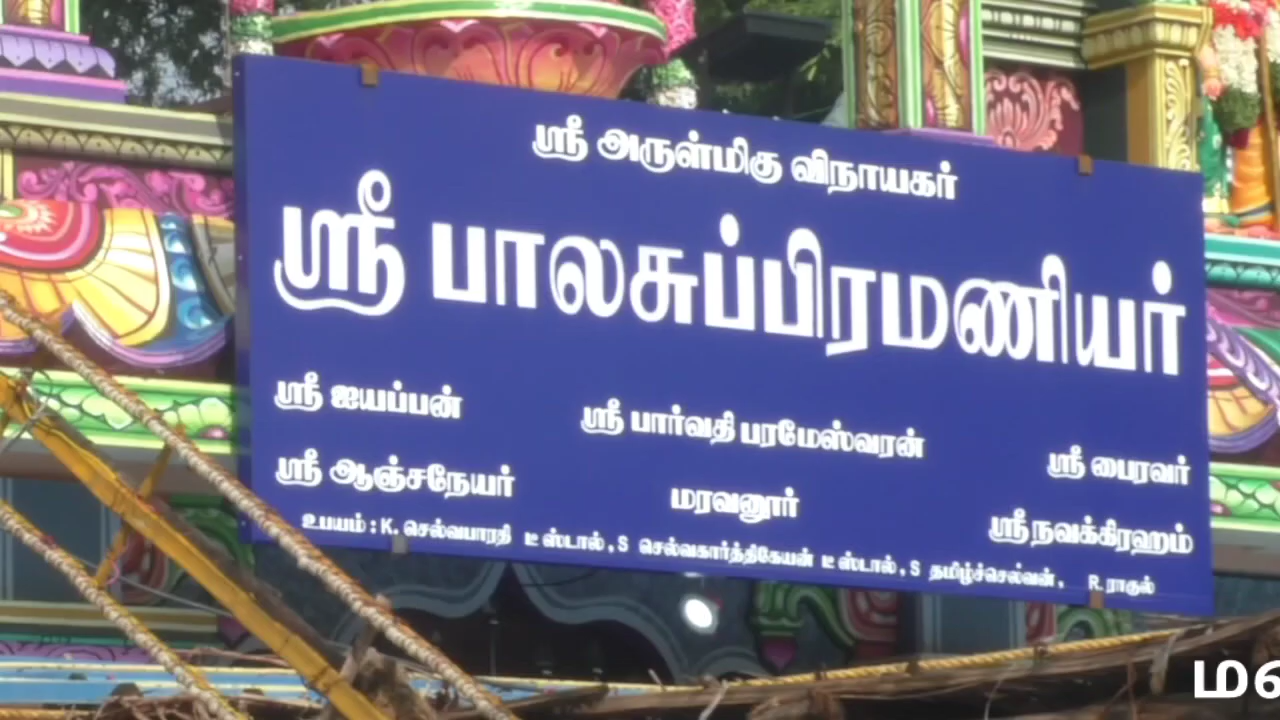 ஸ்ரீ அருள்மிகு விநாயகர்
ஸ்ரீ பாலசுப்பிரமணியர்
ஸ்ரீ ஐயப்பன்
ஸ்ரீ பார்வதி பரமேஸ்வரன்
ஸ்ரீ பைரவர்
ஸ்ரீ ஆஞ்சநேயர்
மரவனூர்
ஸ்ரீ நவக்கிரஹம்
உபயம் : K. செல்வபாரதி டீ ஸ்டால், S செல்வகார்த்திகேயன் டீ ஸ்டால், S தமிழ்ச்செல்வன், R. ராகுல்